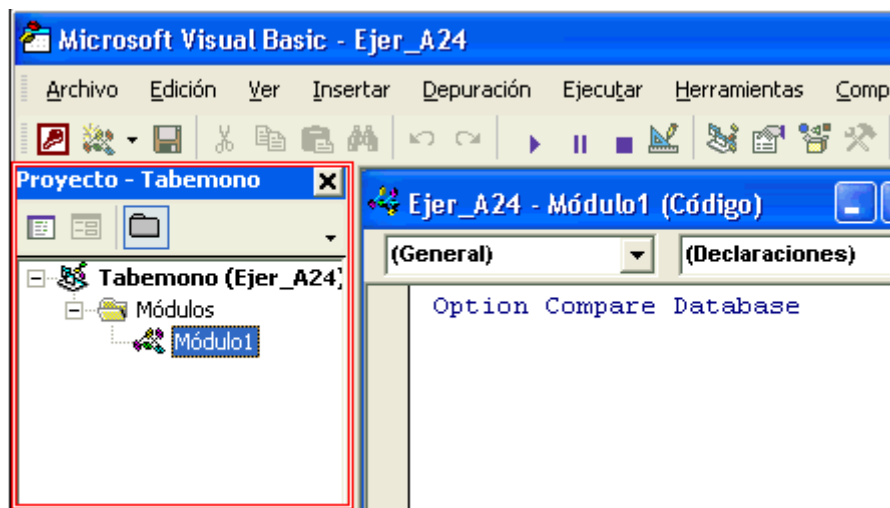 Microsoft Visual Basic - Ejer_A24
Archivo Edición Ver Insertar Depuración Ejecutar Herramientas Comp
Proyecto - Tabemono
Ejer_A24 - Módulo1 (Código)
(General) (Declaraciones)
Tabemono (Ejer_A24)
Módulos
Módulo1
Option Compare Database